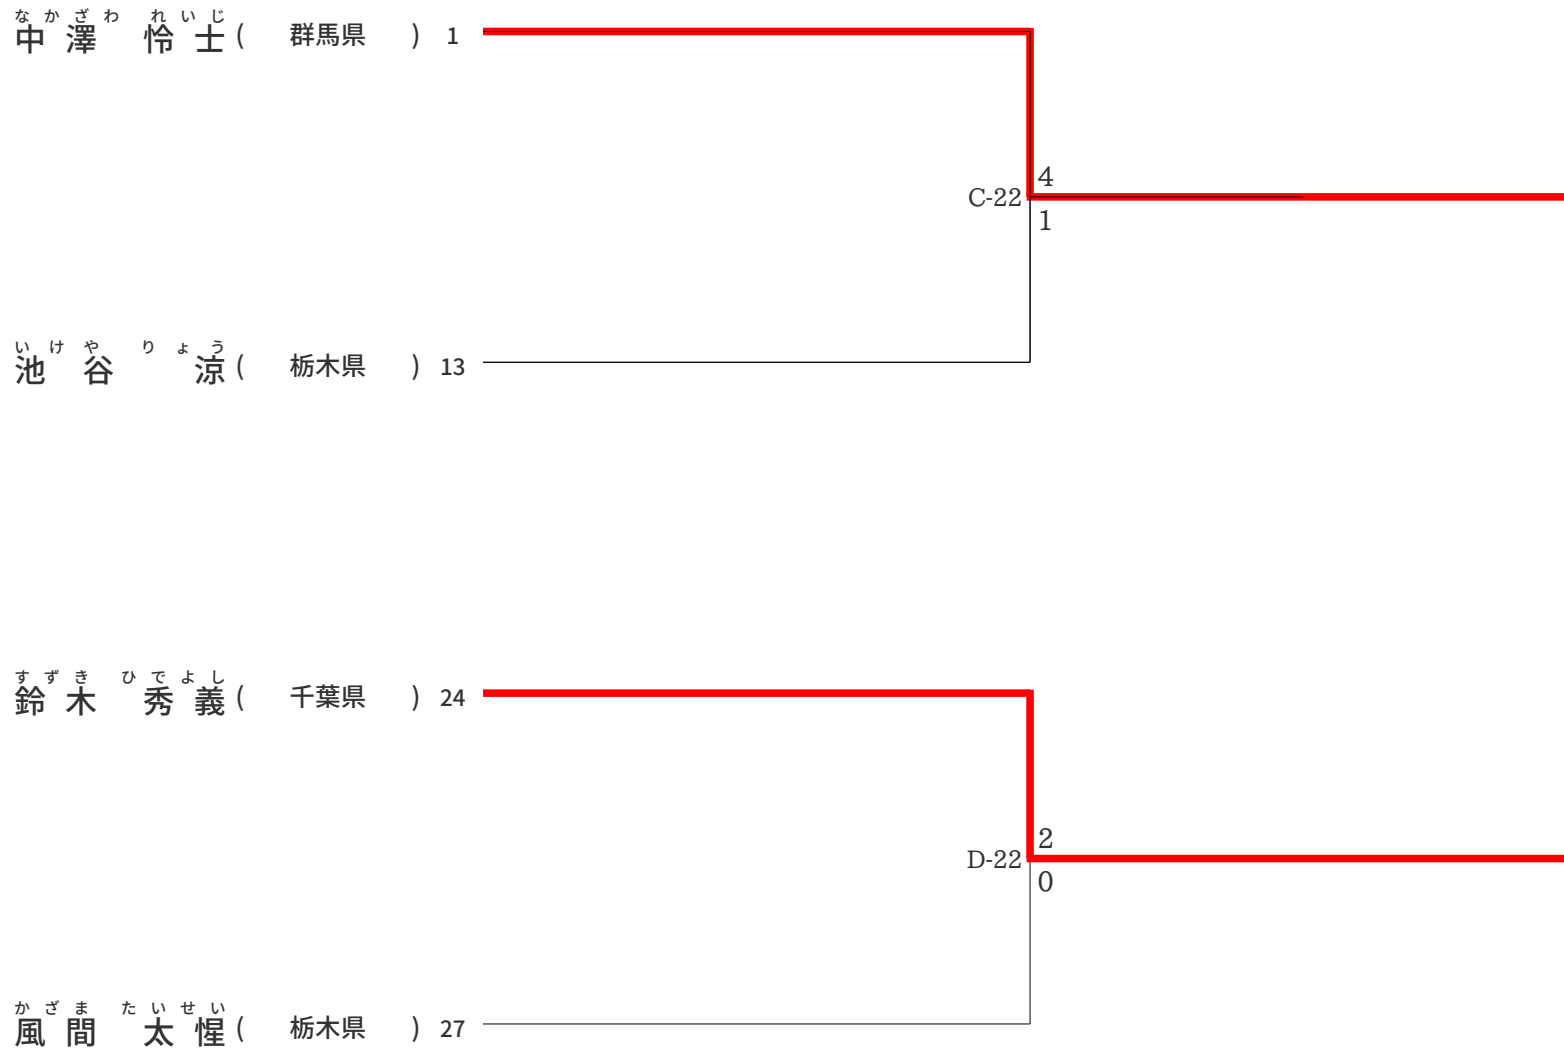 なかざわ れいじ
中澤 怜士 ( 群馬県 ) 1
4
C-22
1
いけや りょう
池谷 涼 ( 栃木県 ) 13
すずき ひでよし
鈴木 秀義 ( 千葉県 ) 24
2
D-22
0
かざま たいせい
風間 太惺 ( 栃木県 ) 27